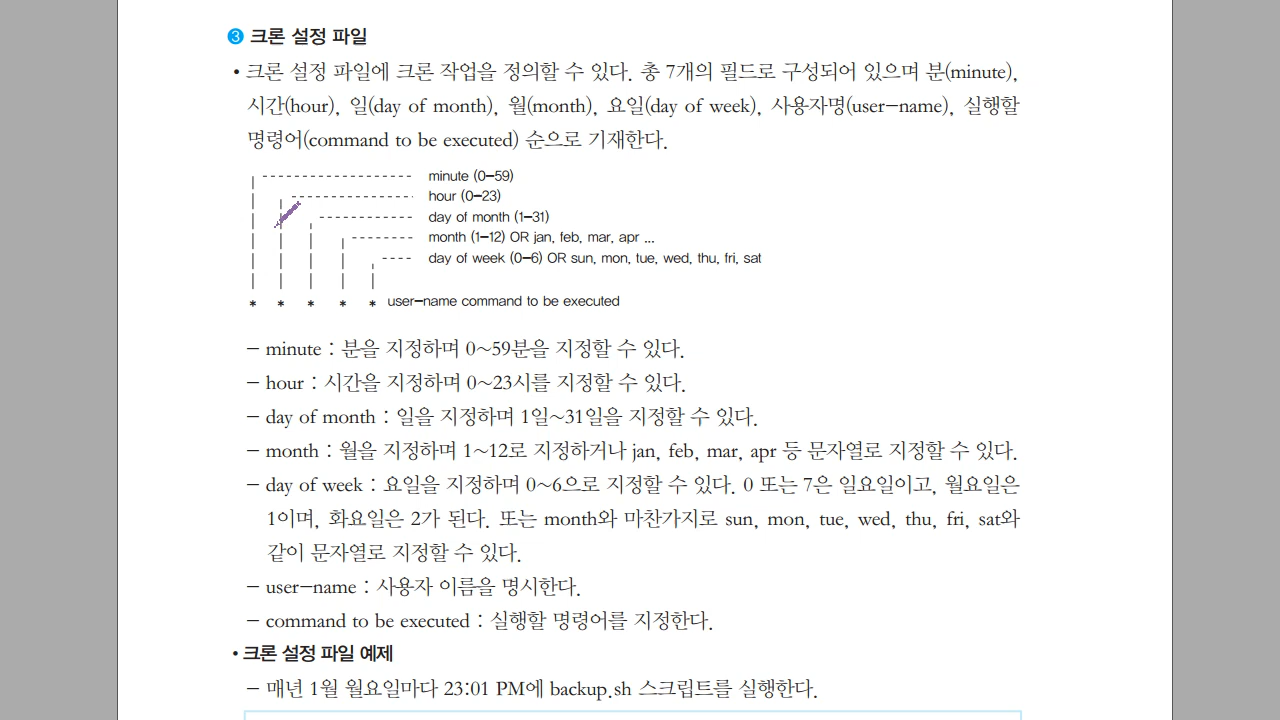 ❸ 크론 설정 파일
• 크론 설정 파일에 크론 작업을 정의할 수 있다. 총 7개의 필드로 구성되어 있으며 분(minute),
시간(hour), 일(day of month), 월(month), 요일(day of week), 사용자명(user-name), 실행할
명령어(command to be executed) 순으로 기재한다.
minute (0-59)
hour (0-23)
day of month (1-31)
month (1-12) OR jan, feb, mar, apr ...
day of week (0-6) OR sun, mon, tue, wed, thu, fri, sat
* * * * * user-name command to be executed
- minute : 분을 지정하며 0~59분을 지정할 수 있다.
- hour : 시간을 지정하며 0~23시를 지정할 수 있다.
- day of month : 일을 지정하며 1일~31일을 지정할 수 있다.
- month : 월을 지정하며 1~12로 지정하거나 jan, feb, mar, apr 등 문자열로 지정할 수 있다.
- day of week : 요일을 지정하며 0~6으로 지정할 수 있다. 0 또는 7은 일요일이고, 월요일은
1이며, 화요일은 2가 된다. 또는 month와 마찬가지로 sun, mon, tue, wed, thu, fri, sat와
같이 문자열로 지정할 수 있다.
- user-name : 사용자 이름을 명시한다.
- command to be executed : 실행할 명령어를 지정한다.
• 크론 설정 파일 예제
- 매년 1월 월요일마다 23:01 PM에 backup.sh 스크립트를 실행한다.